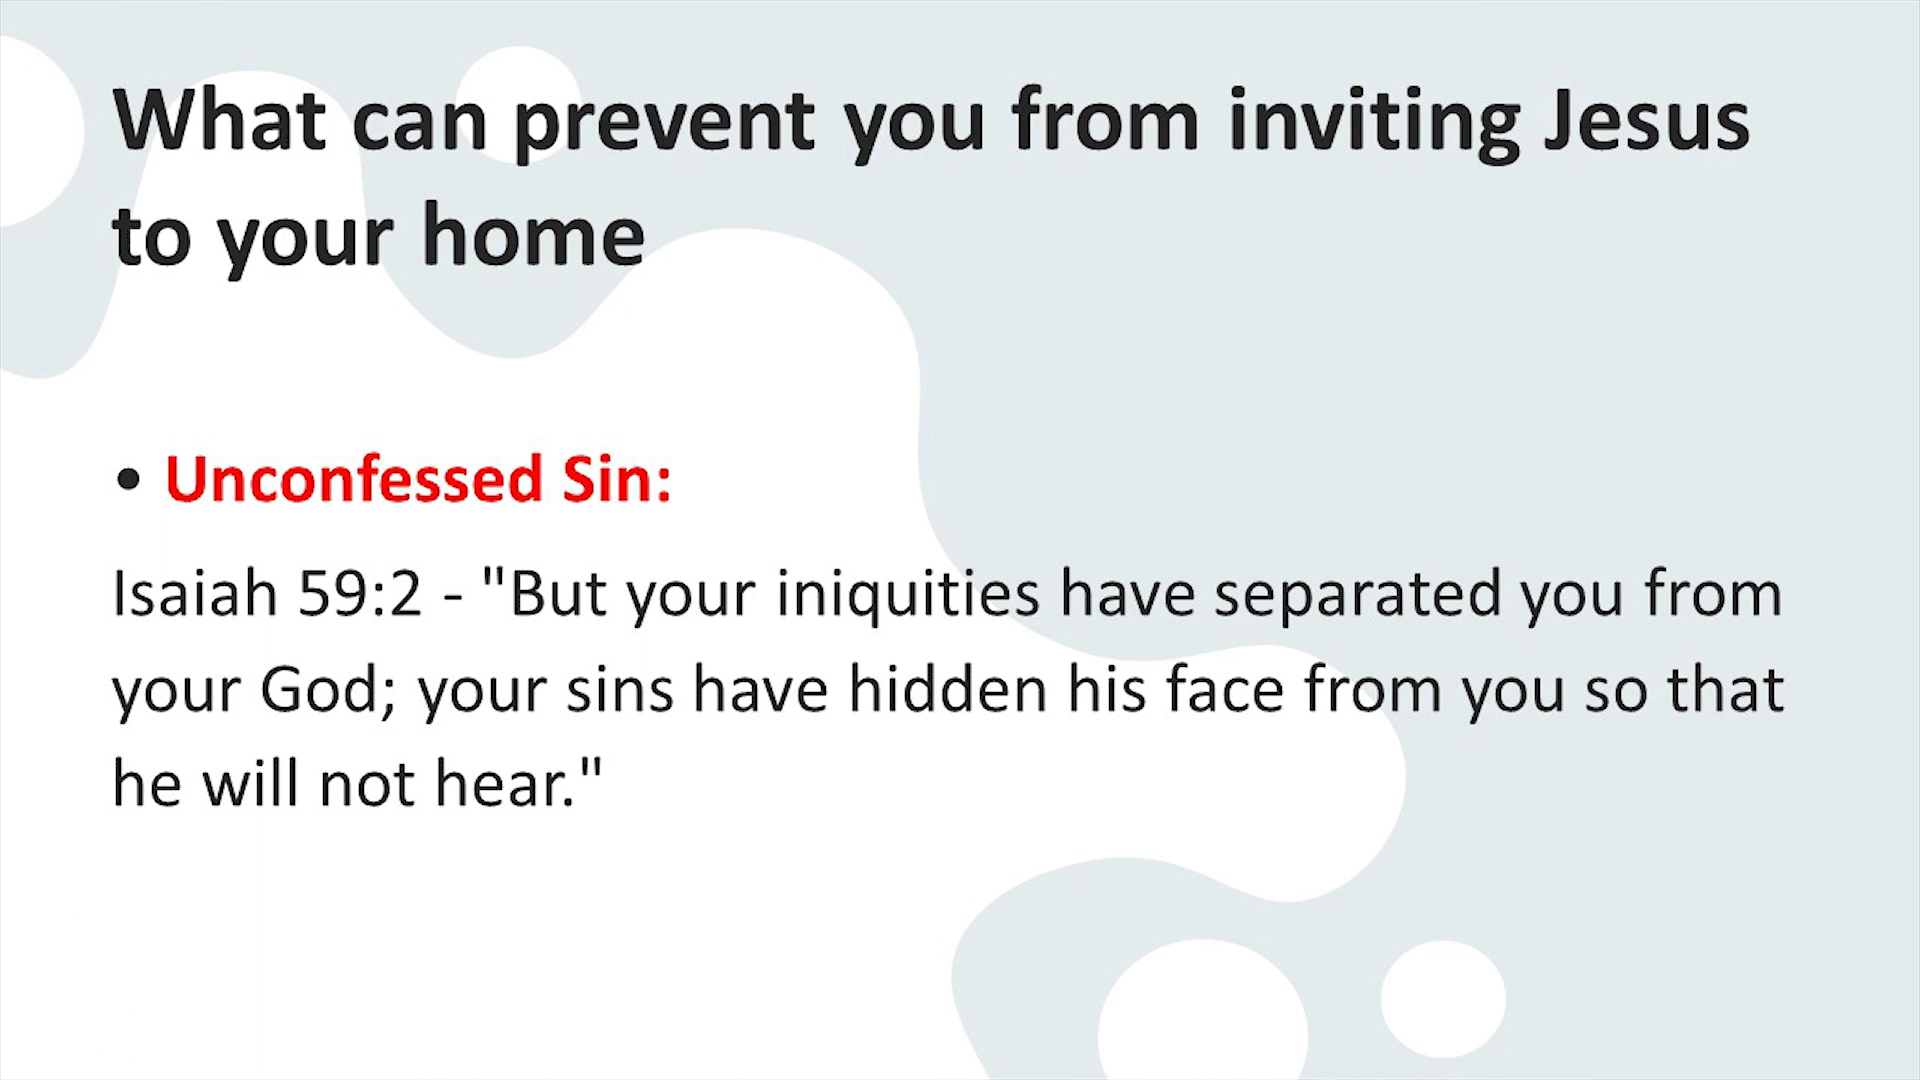 What can prevent you from inviting Jesus
to your home
• Unconfessed Sin:
Isaiah 59:2 - "But your iniquities have separated you from
your God; your sins have hidden his face from you so that
he will not hear."